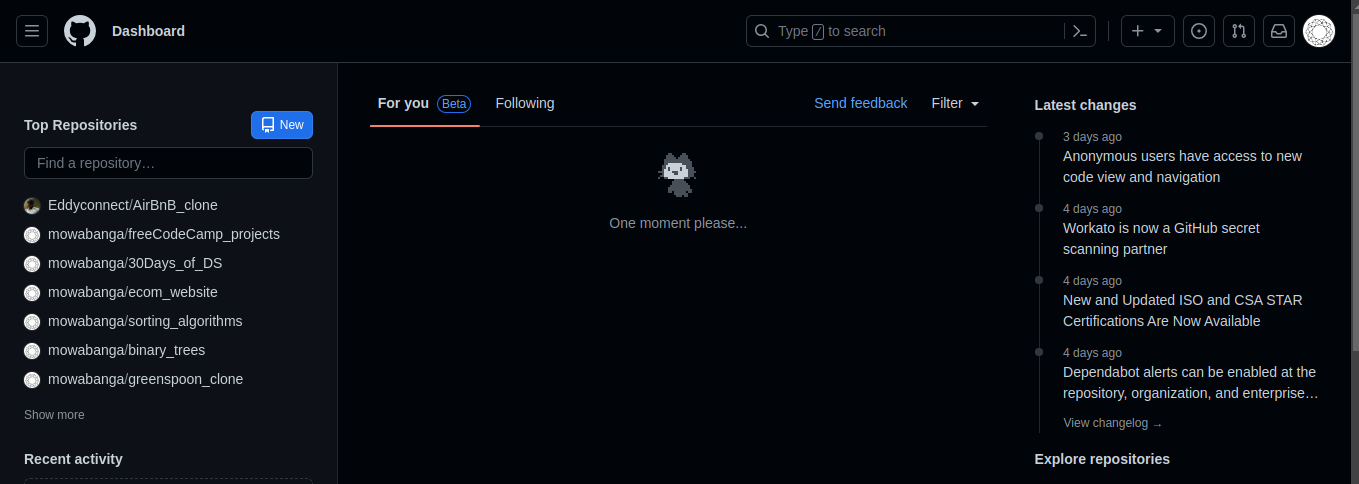 Dashboard
Type / to search
Top Repositories
New
Find a repository…
Eddyconnect/AirBnB_clone
mowabanga/freeCodeCamp_projects
mowabanga/30Days_of_DS
mowabanga/ecom_website
mowabanga/sorting_algorithms
mowabanga/binary_trees
mowabanga/greenspoon_clone
Show more
Recent activity
For you Beta
Following
Send feedback
Filter
One moment please...
Latest changes
3 days ago
Anonymous users have access to new
code view and navigation
4 days ago
Workato is now a GitHub secret
scanning partner
4 days ago
New and Updated ISO and CSA STAR
Certifications Are Now Available
4 days ago
Dependabot alerts can be enabled at the
repository, organization, and enterprise…
View changelog →
Explore repositories